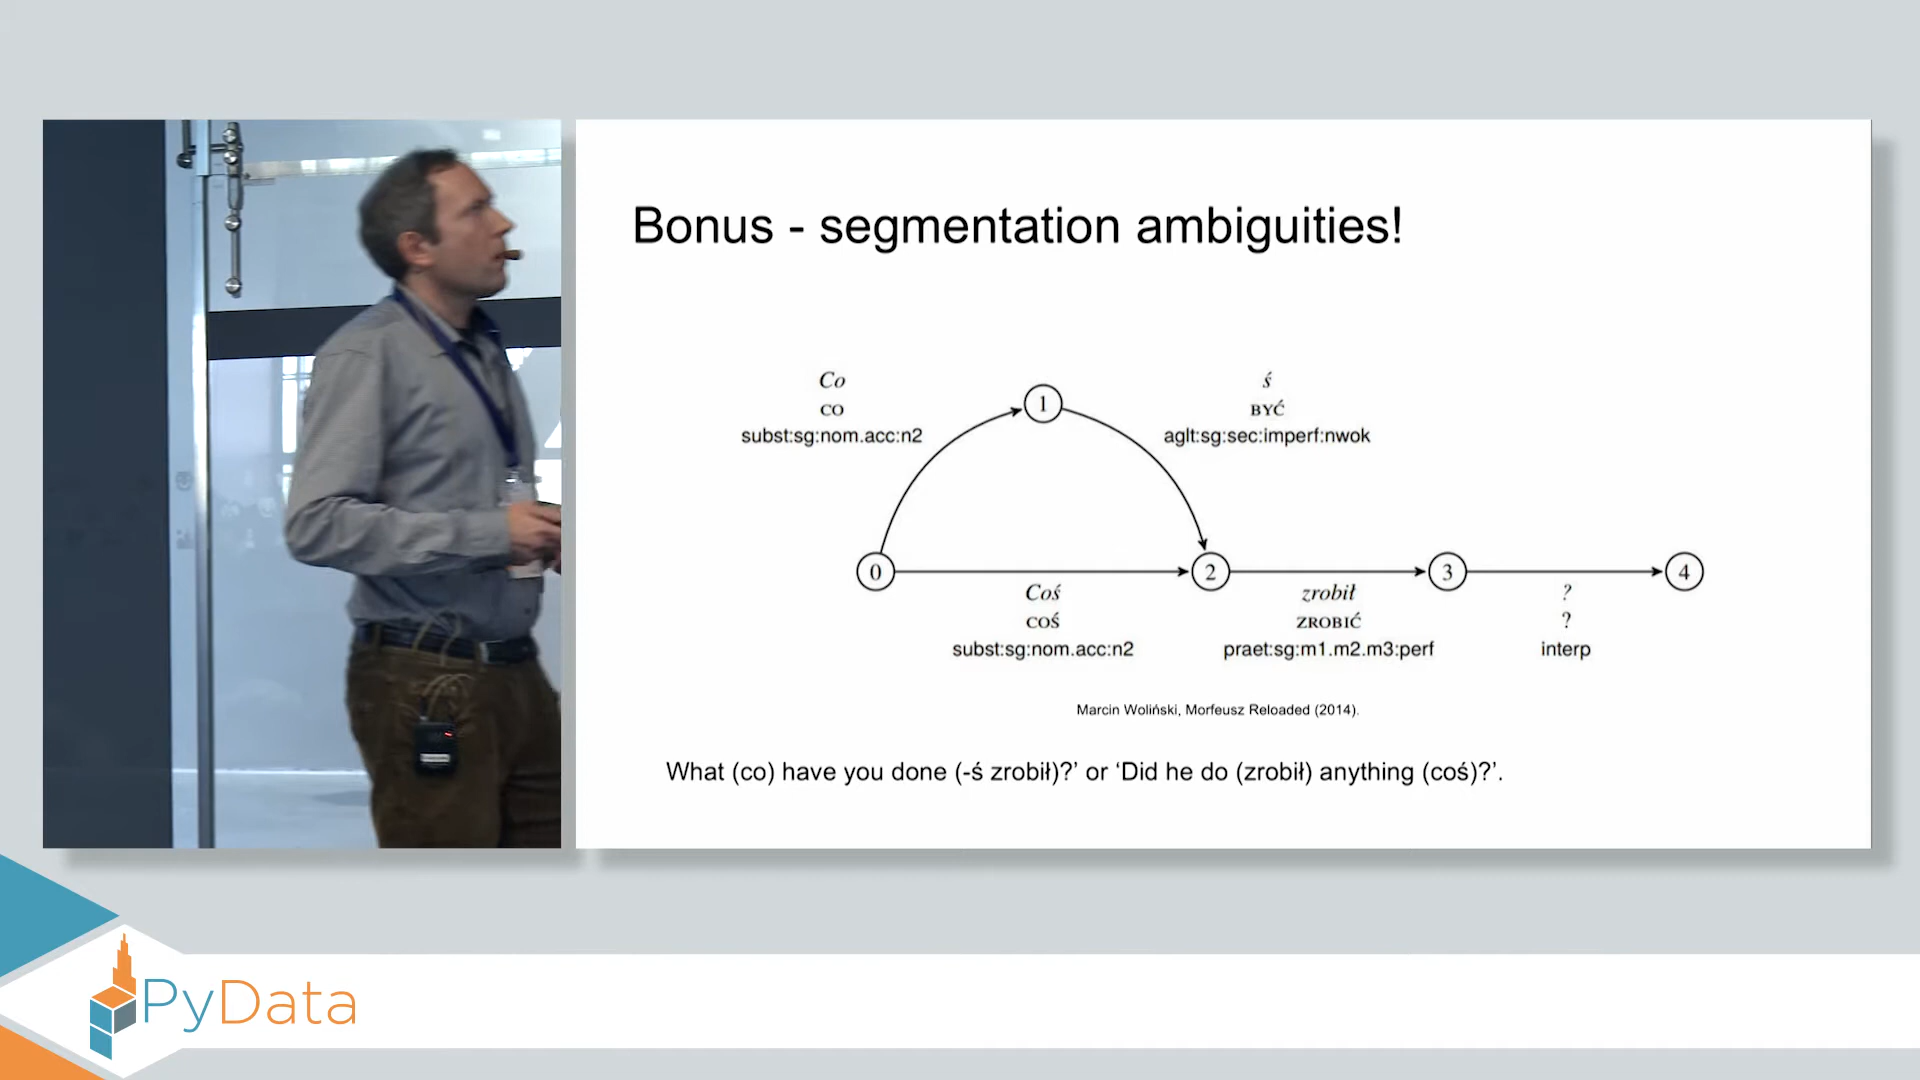 Bonus - segmentation ambiguities!
Co
CO
subst:sg:nom.acc:n2
1
ś
BYĆ
aglt:sg:sec:imperf:nwok
0
2
3
4
Coś
COŚ
subst:sg:nom.acc:n2
zrobił
ZROBIĆ
praet:sg:m1.m2.m3:perf
?
?
interp
Marcin Woliński, Morfeusz Reloaded (2014).
What (co) have you done (-ś zrobił)?’ or ‘Did he do (zrobił) anything (coś)?’.
PyData